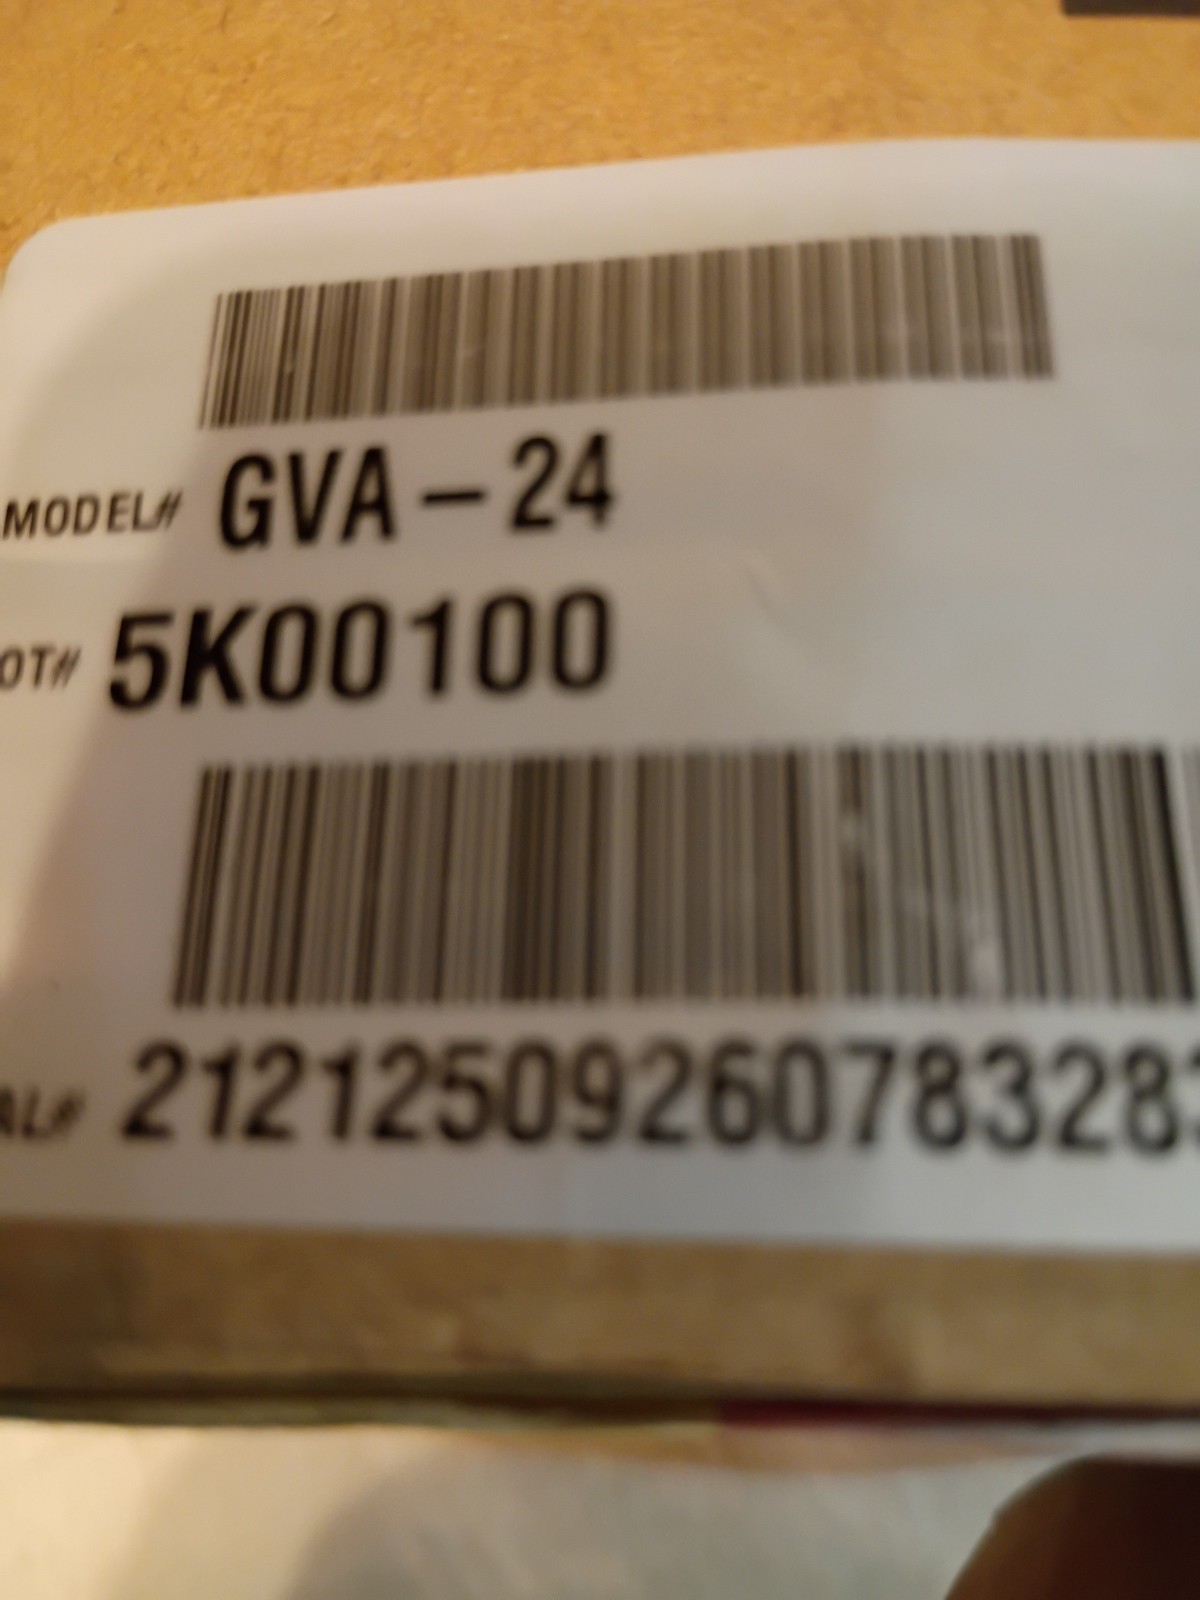 MODEL# GVA-24
OT# 5K00100
AL# 2121250926078328